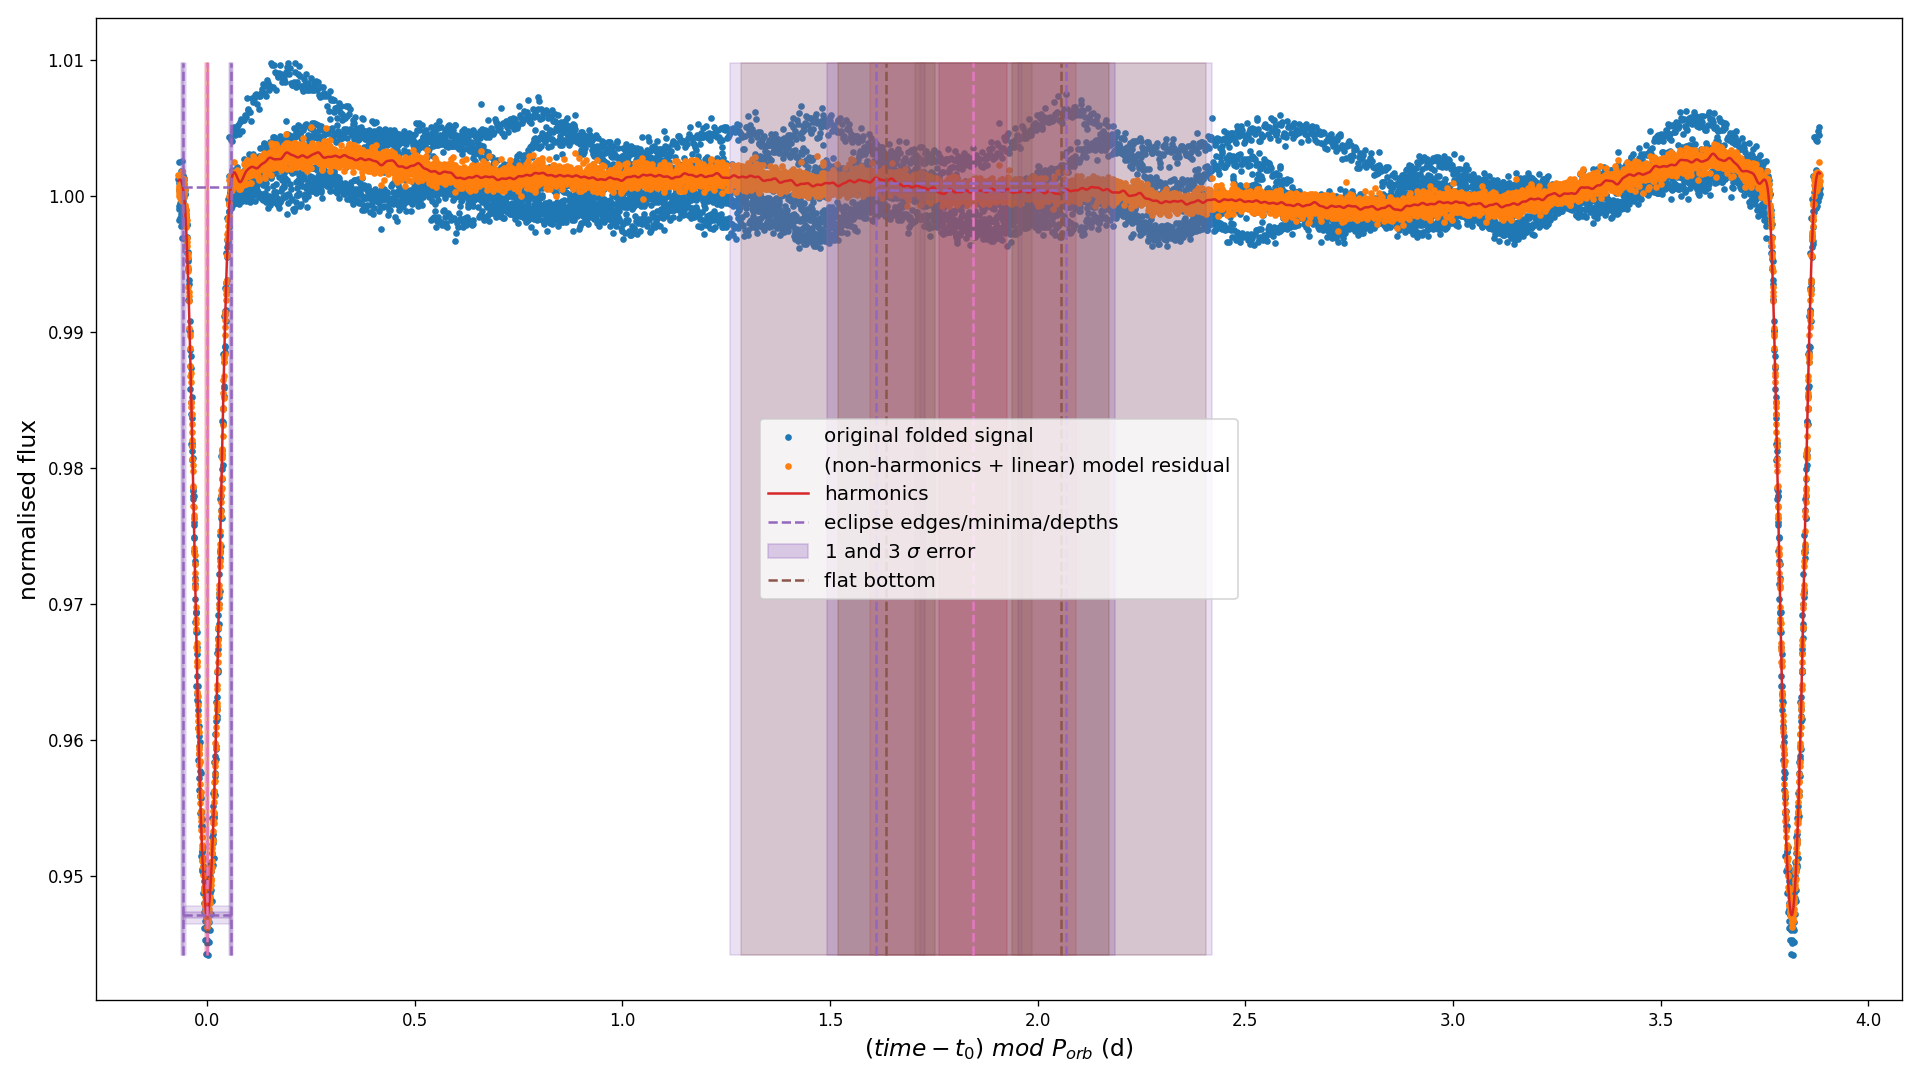 1.01
1.00
0.99
0.98
0.97
0.96
0.95
normalised flux
original folded signal
(non-harmonics + linear) model residual
harmonics
eclipse edges/minima/depths
1 and 3 σ error
flat bottom
0.0 0.5 1.0 1.5 2.0 2.5 3.0 3.5 4.0
(time − t₀) mod Pₒᵣb (d)